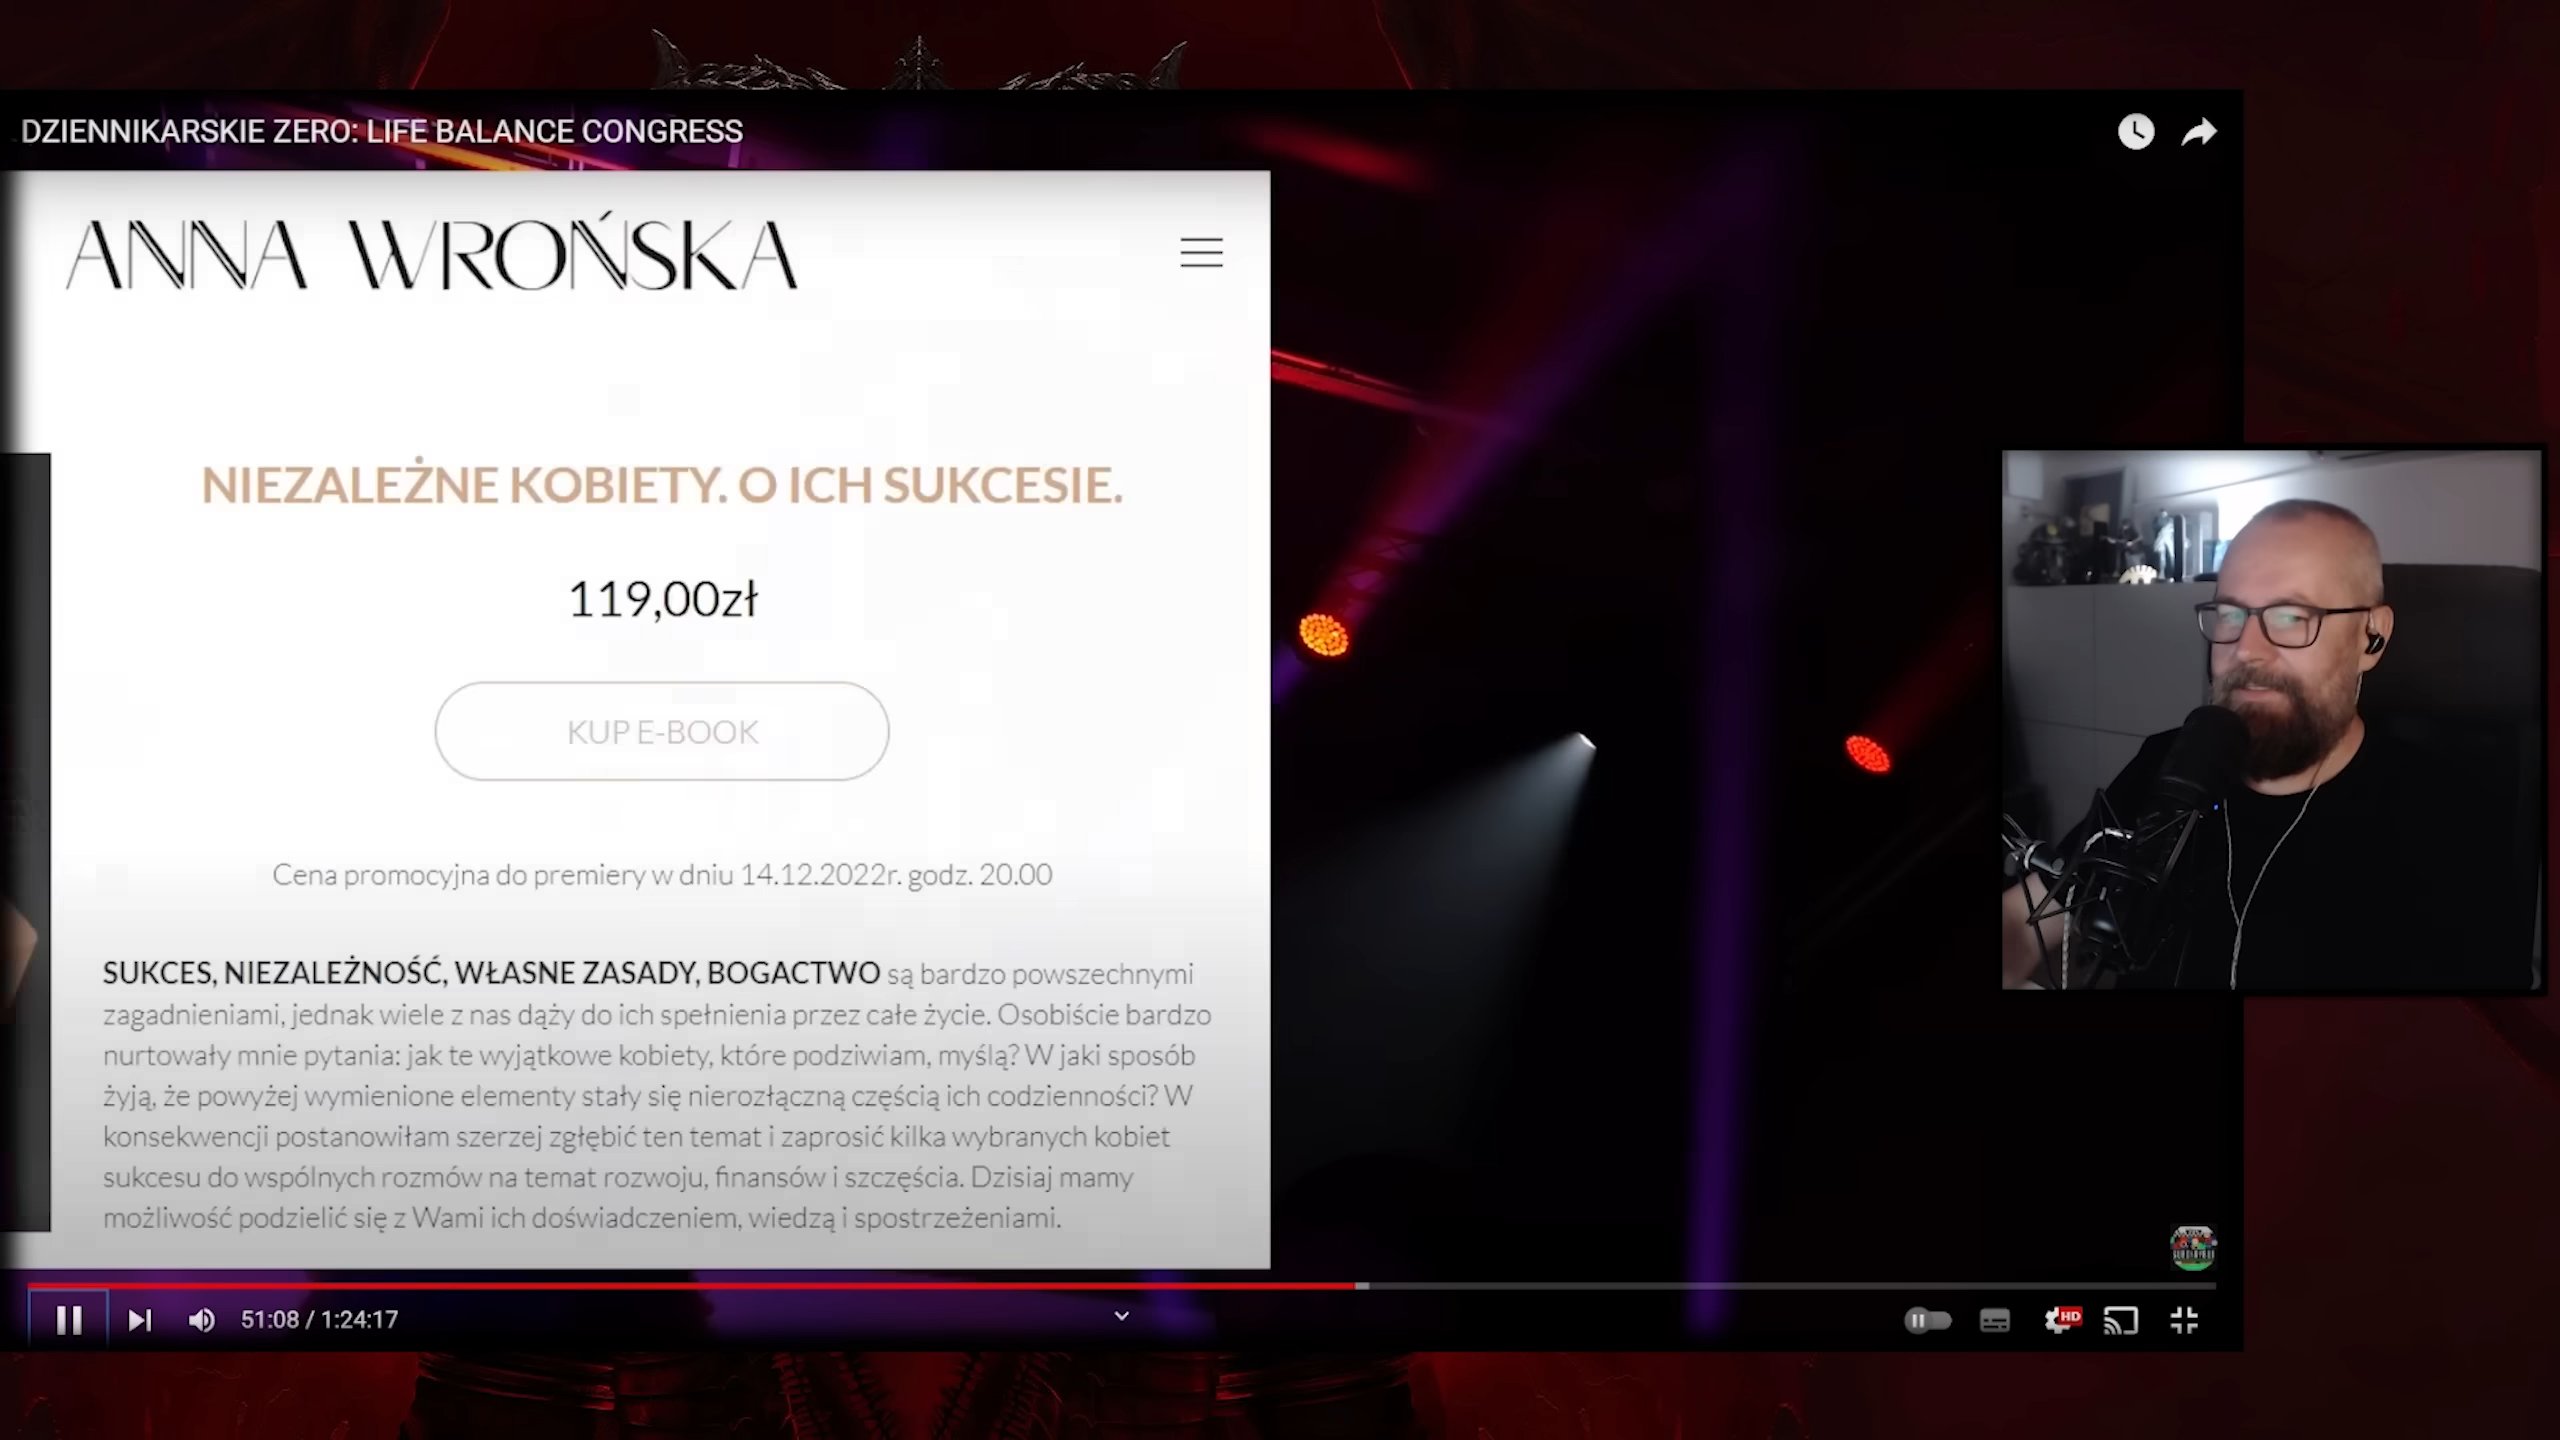 DZIENNIKARSKIE ZERO: LIFE BALANCE CONGRESS
ANNA WROŃSKA
NIEZALEŻNE KOBIETY. O ICH SUKCESIE.
119,00zł
KUP E-BOOK
Cena promocyjna do premiery w dniu 14.12.2022r. godz. 20.00
SUKCES, NIEZALEŻNOŚĆ, WŁASNE ZASADY, BOGACTWO są bardzo powszechnymi
zagadnieniami, jednak wiele z nas dąży do ich spełnienia przez całe życie. Osobiście bardzo
nurtowały mnie pytania: jak te wyjątkowe kobiety, które podziwiam, myślą? W jaki sposób
żyją, że powyżej wymienione elementy stały się nierozłączną częścią ich codzienności? W
konsekwencji postanowiłam szerzej zgłębić ten temat i zaprosić kilka wybranych kobiet
sukcesu do wspólnych rozmów na temat rozwoju, finansów i szczęścia. Dzisiaj mamy
możliwość podzielić się z Wami ich doświadczeniem, wiedzą i spostrzeżeniami.
51:08 / 1:24:17
HD